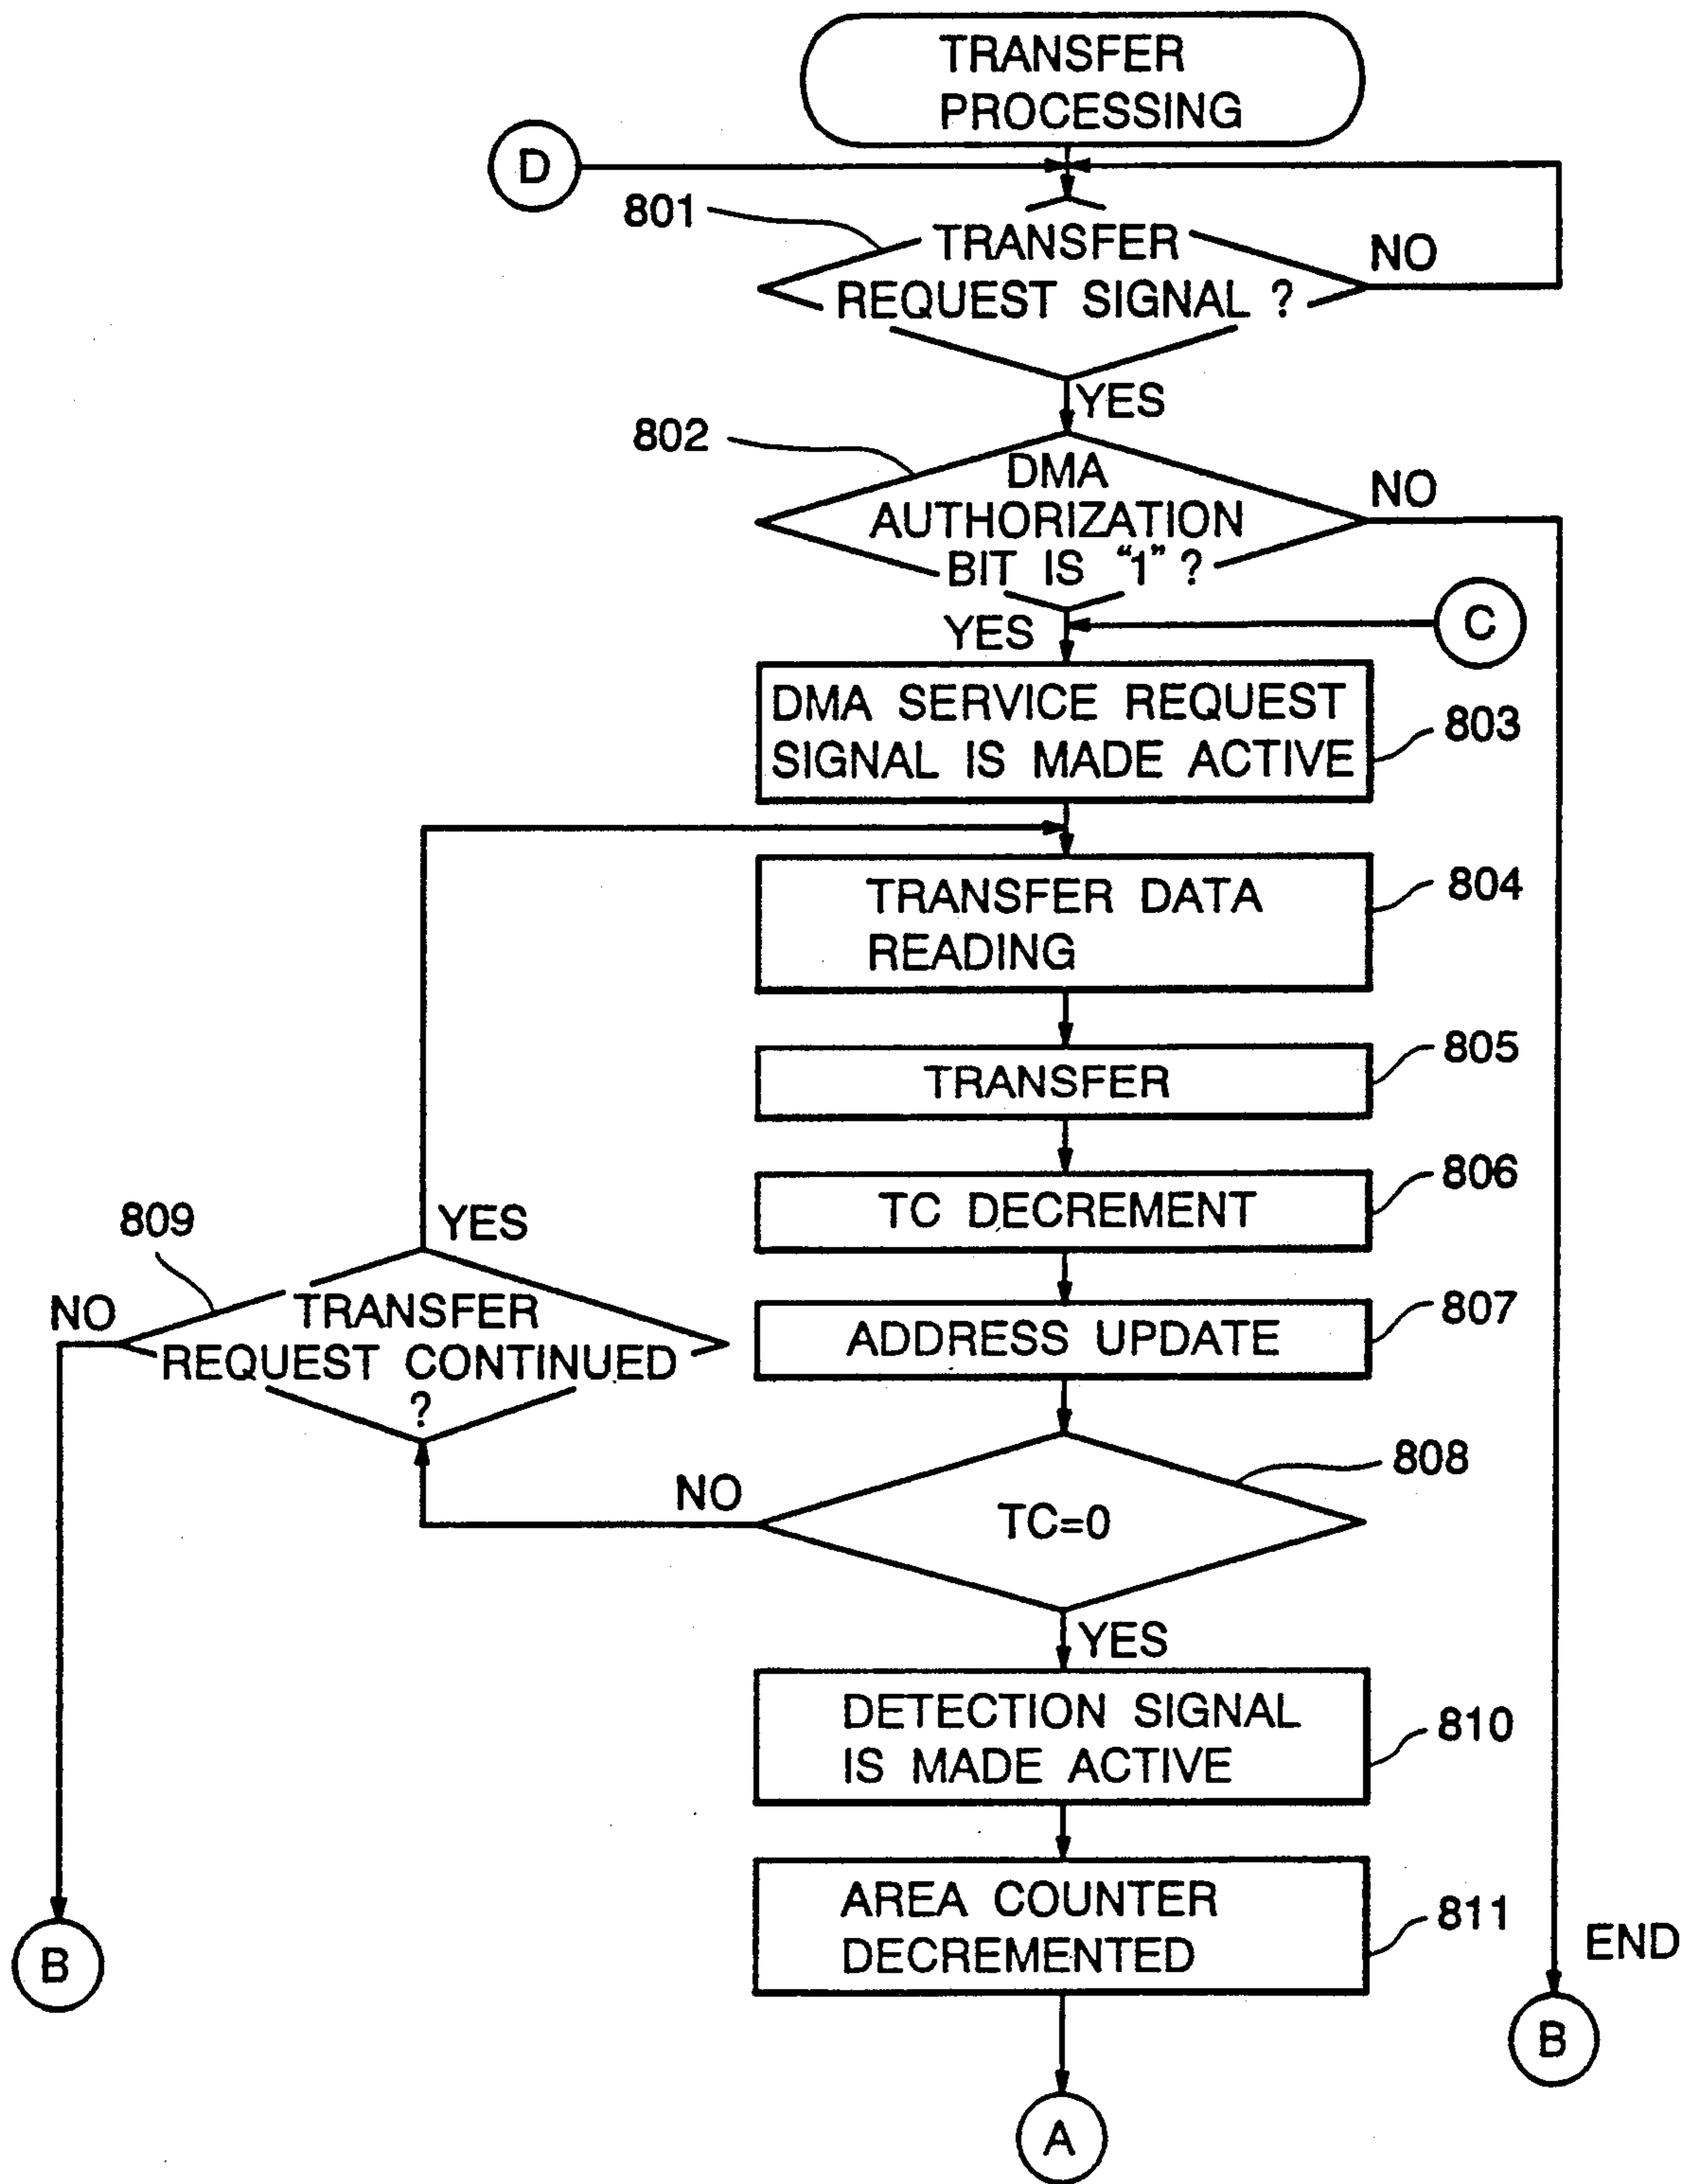 TRANSFER
PROCESSING
D
801
TRANSFER
REQUEST SIGNAL ?
NO
YES
802
DMA
AUTHORIZATION
BIT IS “1” ?
NO
YES
C
DMA SERVICE REQUEST
SIGNAL IS MADE ACTIVE
803
TRANSFER DATA
READING
804
TRANSFER
805
TC DECREMENT
806
809
YES
NO
TRANSFER
REQUEST CONTINUED
?
ADDRESS UPDATE
807
NO
TC=0
808
YES
DETECTION SIGNAL
IS MADE ACTIVE
810
AREA COUNTER
DECREMENTED
811
END
B
B
A